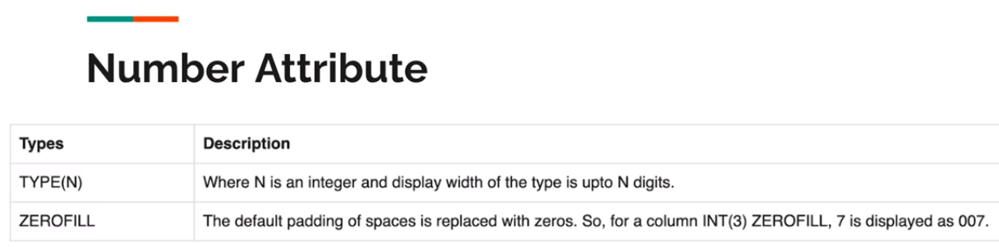 Number Attribute
Types Description
TYPE(N) Where N is an integer and display width of the type is upto N digits.
ZEROFILL The default padding of spaces is replaced with zeros. So, for a column INT(3) ZEROFILL, 7 is displayed as 007.